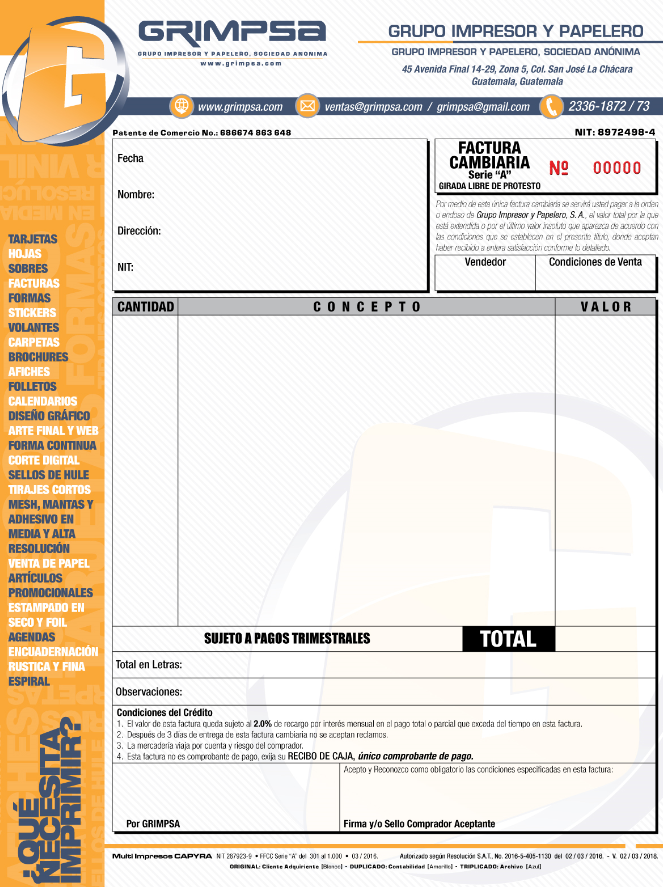 GRIMPSa
GRUPO IMPRESOR Y PAPELERO, SOCIEDAD ANONIMA
www.grimpsa.com
GRUPO IMPRESOR Y PAPELERO
GRUPO IMPRESOR Y PAPELERO, SOCIEDAD ANÓNIMA
45 Avenida Final 14-29, Zona 5, Col. San José La Chácara
Guatemala, Guatemala
www.grimpsa.com
ventas@grimpsa.com / grimpsa@gmail.com
2336-1872 / 73
Patente de Comercio No.: 686674 863 648
NIT: 8972498-4
Fecha
Nombre:
Dirección:
NIT:
FACTURA
CAMBIARIA
Serie “A”
GIRADA LIBRE DE PROTESTO
Nº 00000
Por medio de esta única factura cambiaria se servirá usted pagar a la orden
o endoso de Grupo Impresor y Papelero, S. A., el valor total por la que
está extendida o por el último valor insoluto que aparezca de acuerdo con
las condiciones que se establecen en el presente título, donde aceptan
haber recibido a entera satisfacción conforme lo detallado.
Vendedor
Condiciones de Venta
CANTIDAD
CONCEPTO
VALOR
TARJETAS
HOJAS
SOBRES
FACTURAS
FORMAS
STICKERS
VOLANTES
CARPETAS
BROCHURES
AFICHES
FOLLETOS
CALENDARIOS
DISEÑO GRÁFICO
ARTE FINAL Y WEB
FORMA CONTINUA
CORTE DIGITAL
SELLOS DE HULE
TIRAJES CORTOS
MESH, MANTAS Y
ADHESIVO EN
MEDIA Y ALTA
RESOLUCIÓN
VENTA DE PAPEL
ARTÍCULOS
PROMOCIONALES
ESTAMPADO EN
SECO Y FOIL
AGENDAS
ENCUADERNACIÓN
RUSTICA Y FINA
ESPIRAL
¿QUÉ
NECESITA
IMPRIMIR?
SUJETO A PAGOS TRIMESTRALES
TOTAL
Total en Letras:
Observaciones:
Condiciones del Crédito
1. El valor de esta factura queda sujeto al 2.0% de recargo por interés mensual en el pago total o parcial que exceda del tiempo en esta factura.
2. Después de 3 días de entrega de esta factura cambiaria no se aceptan reclamos.
3. La mercadería viaja por cuenta y riesgo del comprador.
4. Esta factura no es comprobante de pago, exija su RECIBO DE CAJA, único comprobante de pago.
Acepto y Reconozco como obligatorio las condiciones especificadas en esta factura:
Por GRIMPSA
Firma y/o Sello Comprador Aceptante
Multi Impresos CAPYRA NIT 287923-9 • FFCC Serie “A” del 301 al 1,000 • 03 / 2016. Autorizado según Resolución S.A.T., No. 2016-5-405-1130 del 02 / 03 / 2016. - V. 02 / 03 / 2018.
ORIGINAL: Cliente Adquiriente [Blanco] • DUPLICADO: Contabilidad [Amarillo] • TRIPLICADO: Archivo [Azul]